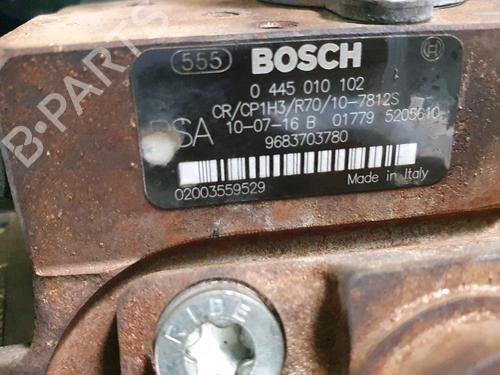 555 BOSCH
0 445 010 102
CR/CP1H3/R70/10-7812S
PSA 10-07-16 B 01779 5205610
9683703780
02003559529 Made in Italy
RIBE
B-PARTS